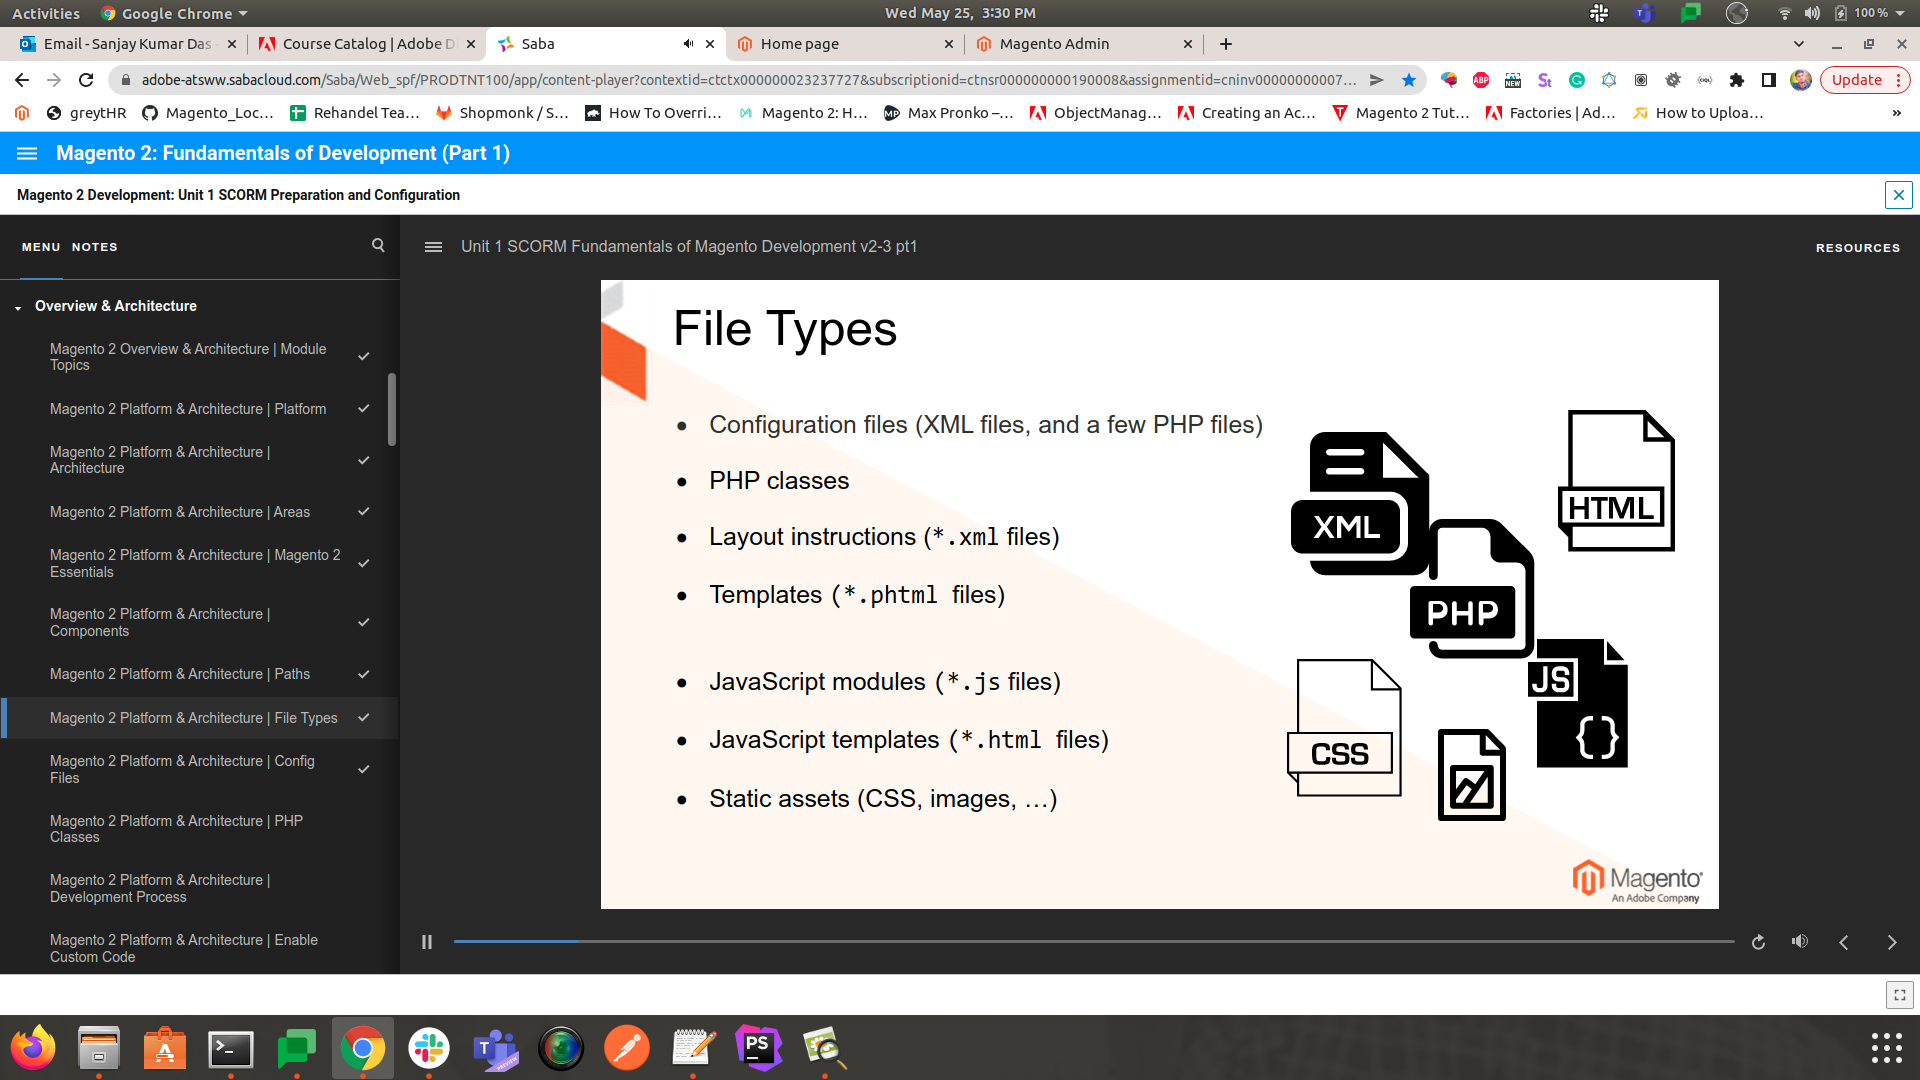 Activities
Google Chrome
Wed May 25, 3:30 PM
100 %
Email - Sanjay Kumar Das -
Course Catalog | Adobe D
Saba
Home page
Magento Admin
adobe-atsww.sabacloud.com/Saba/Web_spf/PRODTNT100/app/content-player?contextid=ctctx000000023237727&subscriptionid=ctnsr000000000190008&assignmentid=cninv00000000007...
ABP
NEW
Update
greytHR
Magento_Loc...
Rehandel Tea...
Shopmonk / S...
How To Overri...
Magento 2: H...
Max Pronko –...
ObjectManag...
Creating an Ac...
Magento 2 Tut...
Factories | Ad...
How to Uploa...
»
Magento 2: Fundamentals of Development (Part 1)
Magento 2 Development: Unit 1 SCORM Preparation and Configuration
MENU NOTES
Unit 1 SCORM Fundamentals of Magento Development v2-3 pt1
RESOURCES
Overview & Architecture
Magento 2 Overview & Architecture | Module
Topics
Magento 2 Platform & Architecture | Platform
Magento 2 Platform & Architecture |
Architecture
Magento 2 Platform & Architecture | Areas
Magento 2 Platform & Architecture | Magento 2
Essentials
Magento 2 Platform & Architecture |
Components
Magento 2 Platform & Architecture | Paths
Magento 2 Platform & Architecture | File Types
Magento 2 Platform & Architecture | Config
Files
Magento 2 Platform & Architecture | PHP
Classes
Magento 2 Platform & Architecture |
Development Process
Magento 2 Platform & Architecture | Enable
Custom Code
File Types
• Configuration files (XML files, and a few PHP files)
• PHP classes
• Layout instructions (*.xml files)
• Templates (*.phtml files)
• JavaScript modules (*.js files)
• JavaScript templates (*.html files)
• Static assets (CSS, images, …)
XML
HTML
PHP
JS
{}
CSS
Magento
An Adobe Company
T
PREVIEW
PS